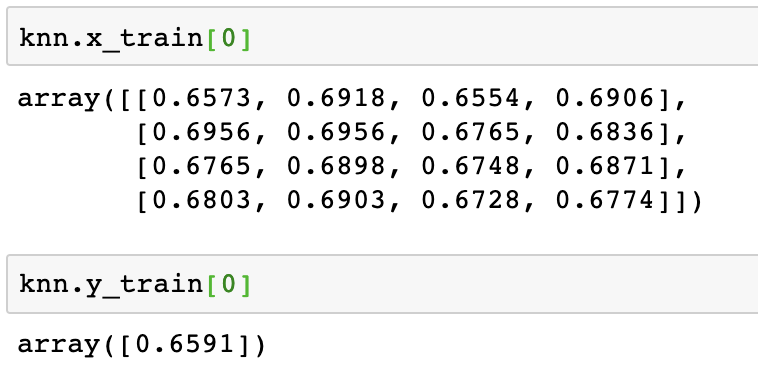 knn.x_train[0]
array([[0.6573, 0.6918, 0.6554, 0.6906],
[0.6956, 0.6956, 0.6765, 0.6836],
[0.6765, 0.6898, 0.6748, 0.6871],
[0.6803, 0.6903, 0.6728, 0.6774]])
knn.y_train[0]
array([0.6591])